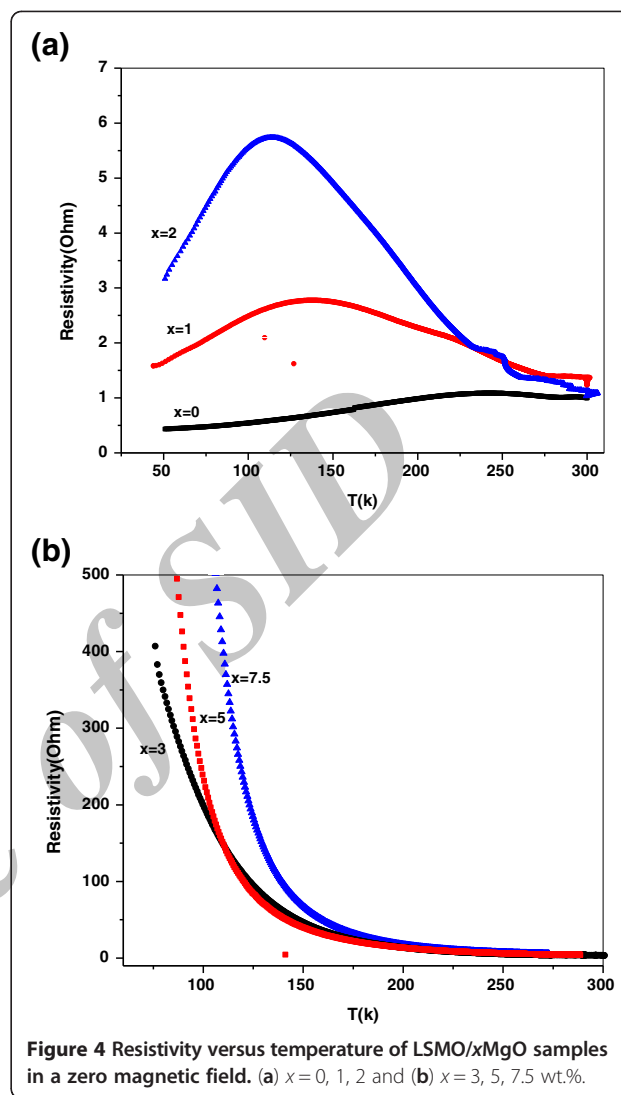 (a)
7
6
5
4
3
2
1
0
Resistivity(Ohm)
x=2
x=1
x=0
50 100 150 200 250 300
T(k)
of SID
(b)
500
400
300
200
100
0
Resistivity(Ohm)
x=7.5
x=5
x=3
100 150 200 250 300
T(k)
Figure 4 Resistivity versus temperature of LSMO/xMgO samples
in a zero magnetic field. (a) x = 0, 1, 2 and (b) x = 3, 5, 7.5 wt.%.